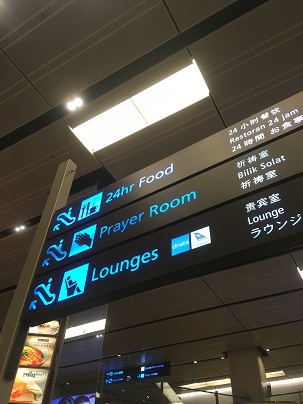 24hr Food
24小时餐饮
Restoran 24 jam
24時間 お食事
Prayer Room
祈祷室
Bilik Solat
祈祷室
Lounges
dnata
贵宾室
Lounge
ラウンジ